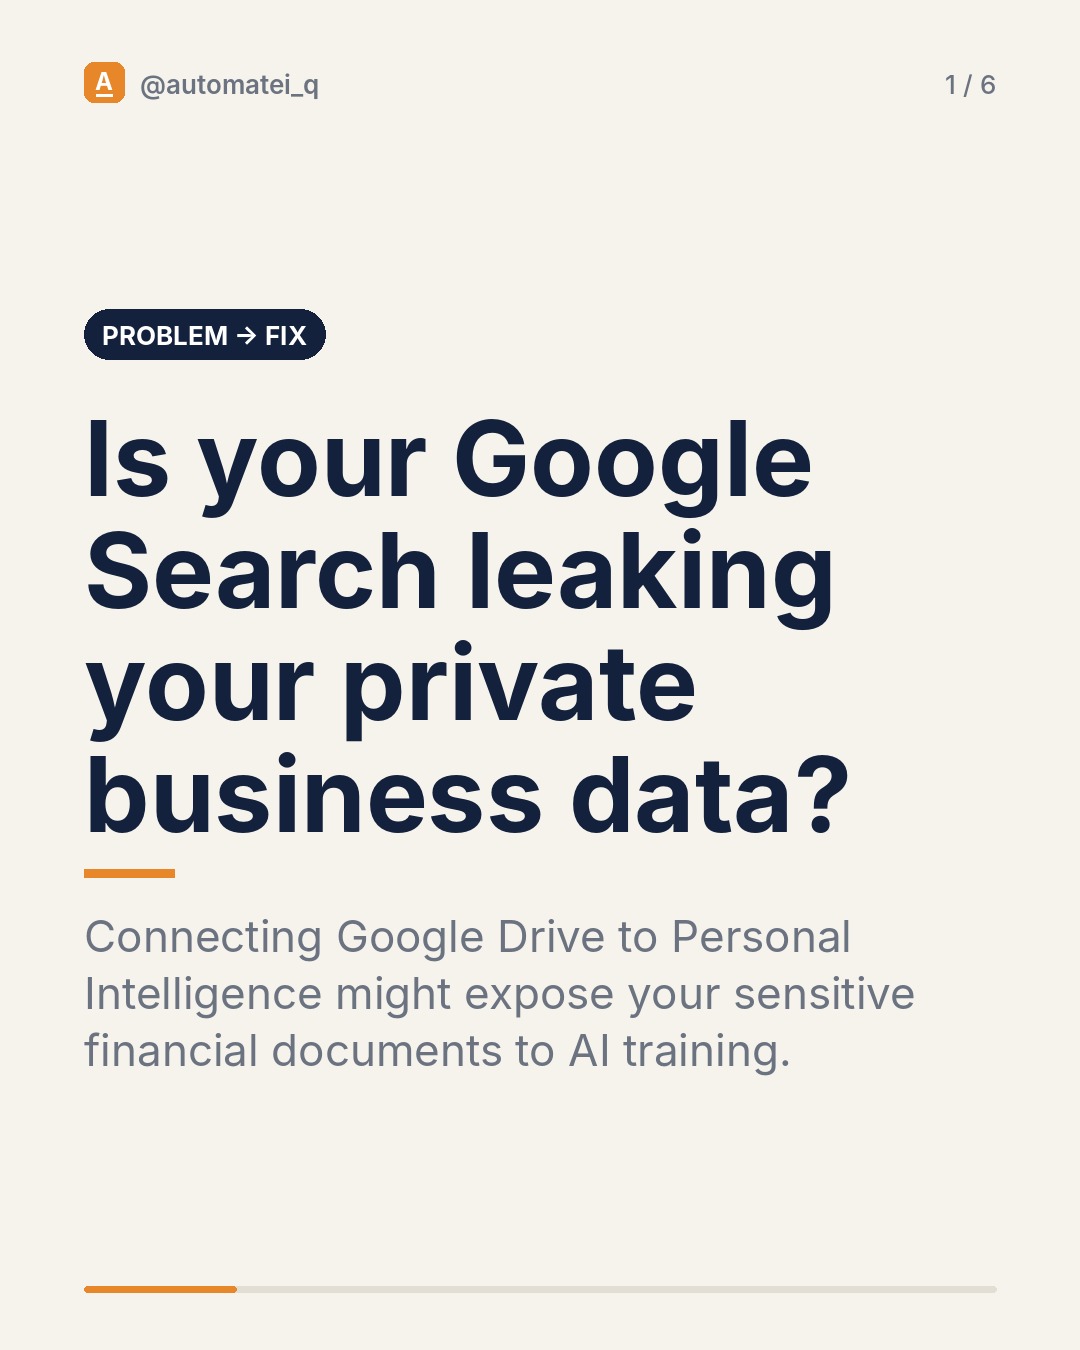 A @automatei_q
1 / 6
PROBLEM → FIX
Is your Google
Search leaking
your private
business data?
Connecting Google Drive to Personal
Intelligence might expose your sensitive
financial documents to AI training.